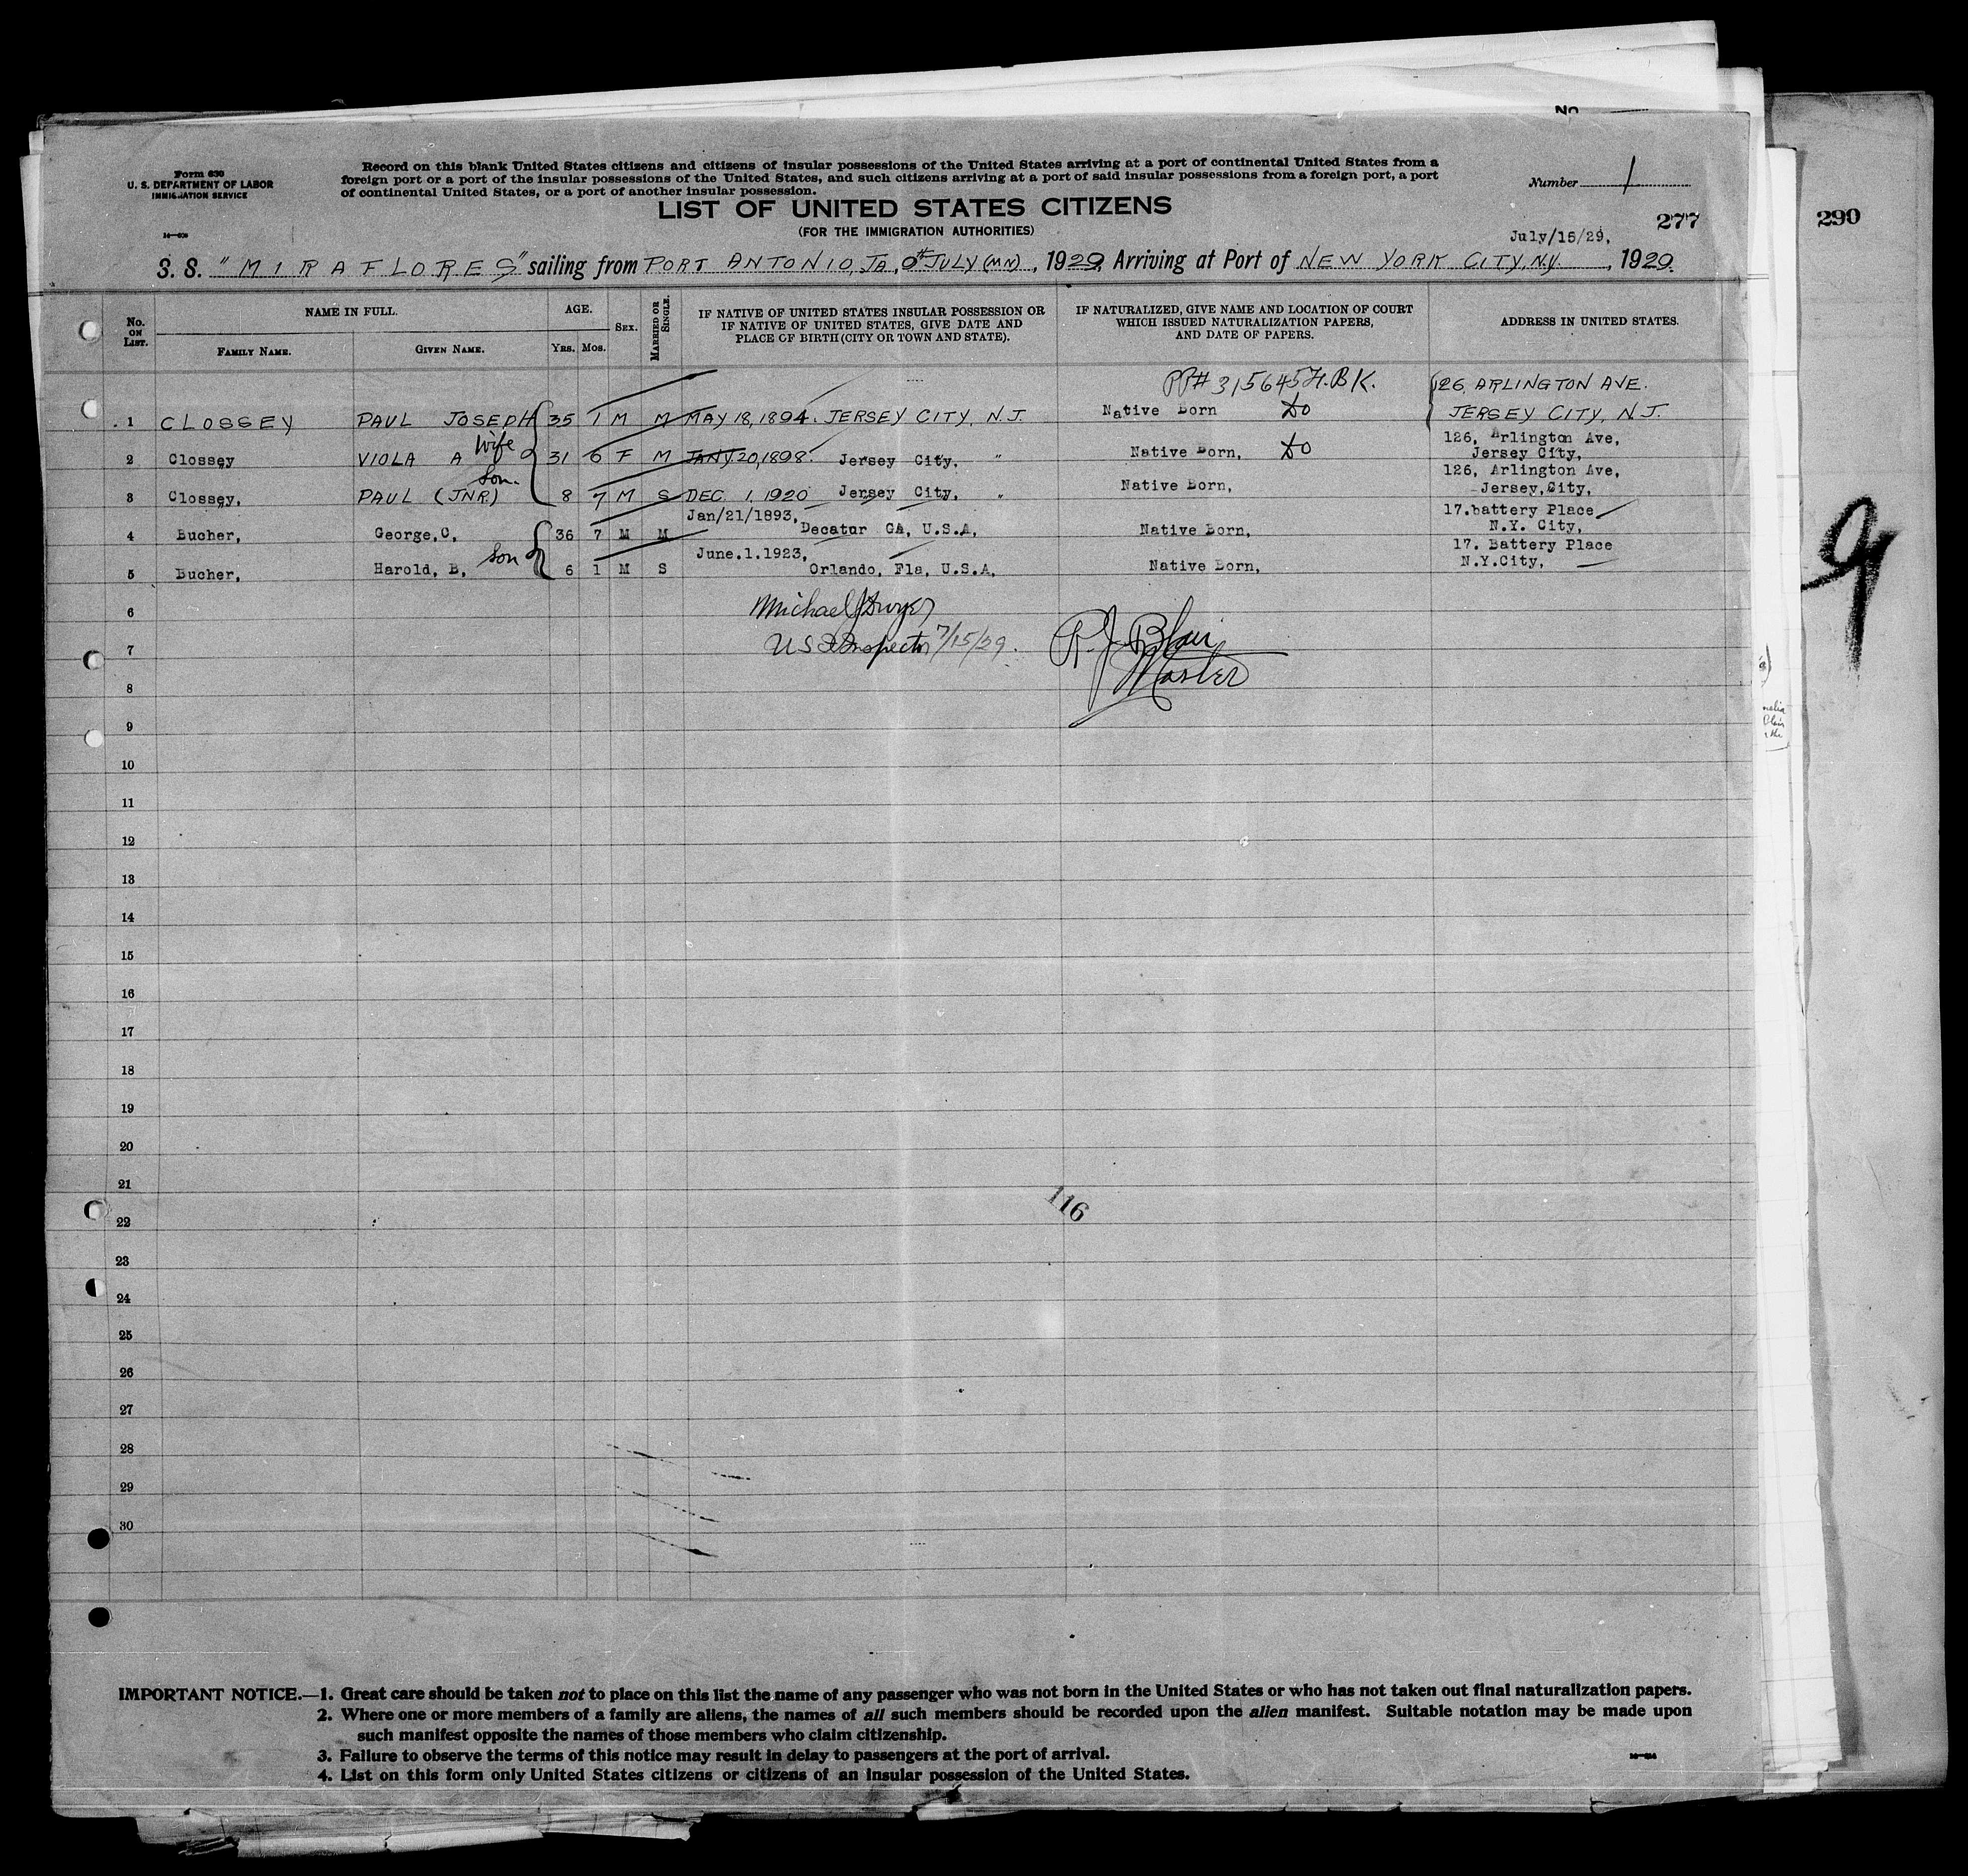 No.
Form 630
U. S. DEPARTMENT OF LABOR
IMMIGRATION SERVICE
Record on this blank United States citizens and citizens of insular possessions of the United States arriving at a port of continental United States from a
foreign port or a port of the insular possessions of the United States, and such citizens arriving at a port of said insular possessions from a foreign port, a port
of continental United States, or a port of another insular possession.
Number 1
LIST OF UNITED STATES CITIZENS
(FOR THE IMMIGRATION AUTHORITIES)
277
290
July/15/29,
S. S. "MIRAFLORES" sailing from PORT ANTONIO, JA, JULY (MN), 1929, Arriving at Port of NEW YORK CITY, N.Y. , 1929.
No. ON LIST.
NAME IN FULL.
FAMILY NAME.
GIVEN NAME.
AGE.
YRS. MOS.
SEX.
MARRIED OR SINGLE.
IF NATIVE OF UNITED STATES INSULAR POSSESSION OR
IF NATIVE OF UNITED STATES, GIVE DATE AND
PLACE OF BIRTH (CITY OR TOWN AND STATE).
IF NATURALIZED, GIVE NAME AND LOCATION OF COURT
WHICH ISSUED NATURALIZATION PAPERS,
AND DATE OF PAPERS.
ADDRESS IN UNITED STATES.
126, ARLINGTON AVE.
1 CLOSSEY PAUL JOSEPH 35 1 M M MAY 18, 1894. JERSEY CITY, N.J. Native Born Do JERSEY CITY, N.J.
wife
126, Arlington Ave,
2 Clossey VIOLA A 31 6 F M JANY. 20, 1898. Jersey City, " Native Born, Do Jersey City,
son.
126, Arlington Ave,
3 Clossey, PAUL (JNR) 8 7 M S DEC. 1, 1920 Jersey City, " Native Born, Jersey, City,
Jan/21/1893, 17.battery Place
4 Bucher, George, C, 36 7 M M Decatur GA, U.S.A, Native Born, N.Y. City,
son
June.1.1923, 17. Battery Place
5 Bucher, Harold, B, 6 1 M S Orlando, Fla, U.S.A, Native Born, N.Y.City,
6
Michael J Dwyer
7
US Inspector 7/15/29.
R. J. Blair
Master
8
9
10
11
12
13
14
15
16
17
18
19
20
21
22
116
23
24
25
26
27
28
29
30
9
IMPORTANT NOTICE.—1. Great care should be taken not to place on this list the name of any passenger who was not born in the United States or who has not taken out final naturalization papers.
2. Where one or more members of a family are aliens, the names of all such members should be recorded upon the alien manifest. Suitable notation may be made upon
such manifest opposite the names of those members who claim citizenship.
3. Failure to observe the terms of this notice may result in delay to passengers at the port of arrival.
4. List on this form only United States citizens or citizens of an insular possession of the United States.